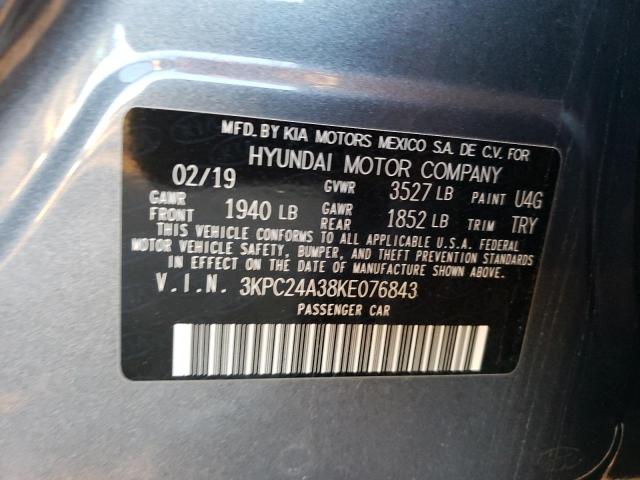 MFD. BY KIA MOTORS MEXICO S.A. DE C.V. FOR
HYUNDAI MOTOR COMPANY
02/19 GVWR 3527 LB PAINT U4G
GAWR FRONT 1940 LB GAWR REAR 1852 LB TRIM TRY
THIS VEHICLE CONFORMS TO ALL APPLICABLE U.S.A. FEDERAL
MOTOR VEHICLE SAFETY, BUMPER, AND THEFT PREVENTION STANDARDS
IN EFFECT ON THE DATE OF MANUFACTURE SHOWN ABOVE.
V.I.N. 3KPC24A38KE076843
PASSENGER CAR